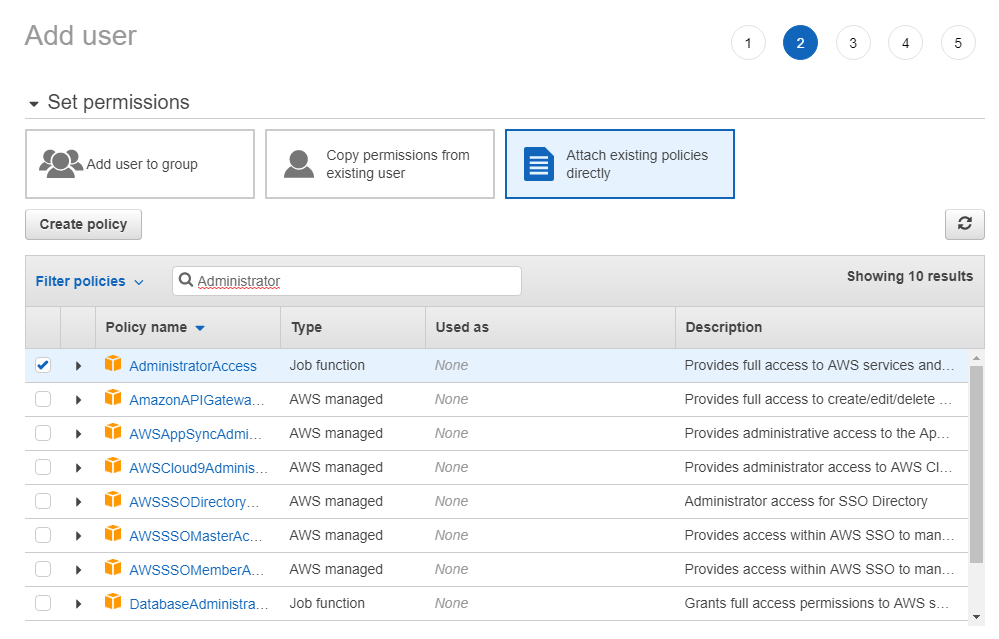 Add user
1 2 3 4 5
Set permissions
Add user to group
Copy permissions from
existing user
Attach existing policies
directly
Create policy
Filter policies
Administrator
Showing 10 results
Policy name Type Used as Description
AdministratorAccess Job function None Provides full access to AWS services and...
AmazonAPIGatewa... AWS managed None Provides full access to create/edit/delete ...
AWSAppSyncAdmi... AWS managed None Provides administrative access to the Ap...
AWSCloud9Adminis... AWS managed None Provides administrator access to AWS Cl...
AWSSSODirectory... AWS managed None Administrator access for SSO Directory
AWSSSOMasterAc... AWS managed None Provides access within AWS SSO to man...
AWSSSOMemberA... AWS managed None Provides access within AWS SSO to man...
DatabaseAdministra... Job function None Grants full access permissions to AWS s...